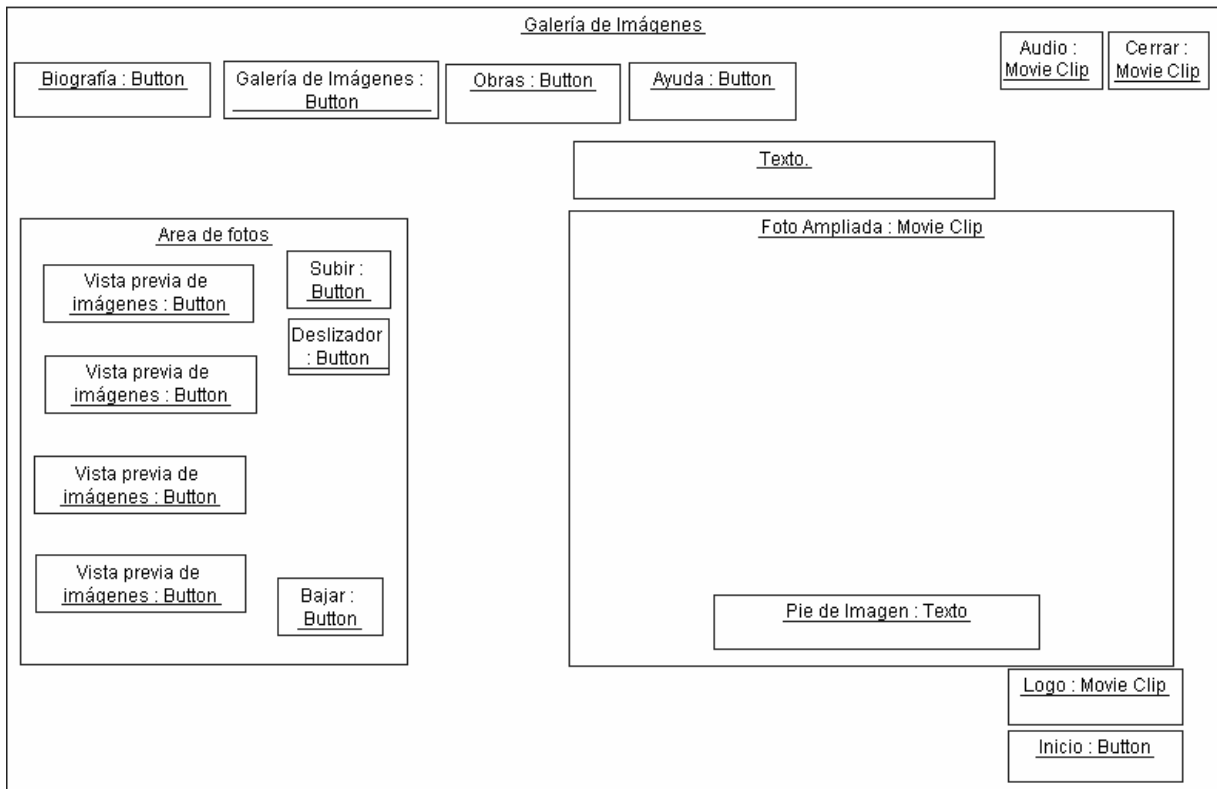 Galería de Imágenes
Audio :
Movie Clip
Cerrar :
Movie Clip
Biografía : Button
Galería de Imágenes :
Button
Obras : Button
Ayuda : Button
Texto.
Area de fotos
Vista previa de
imágenes : Button
Subir :
Button
Deslizador
: Button
Vista previa de
imágenes : Button
Vista previa de
imágenes : Button
Vista previa de
imágenes : Button
Bajar :
Button
Foto Ampliada : Movie Clip
Pie de Imagen : Texto
Logo : Movie Clip
Inicio : Button